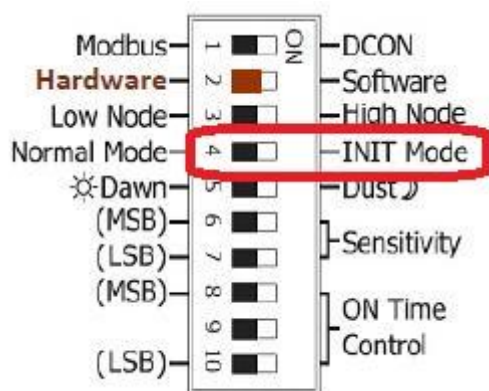 ON
Modbus 1 DCON
Hardware 2 Software
Low Node 3 High Node
Normal Mode 4 INIT Mode
Dawn 5 Dust
(MSB) 6
Sensitivity
(LSB) 7
(MSB) 8
ON Time
9
Control
(LSB) 10